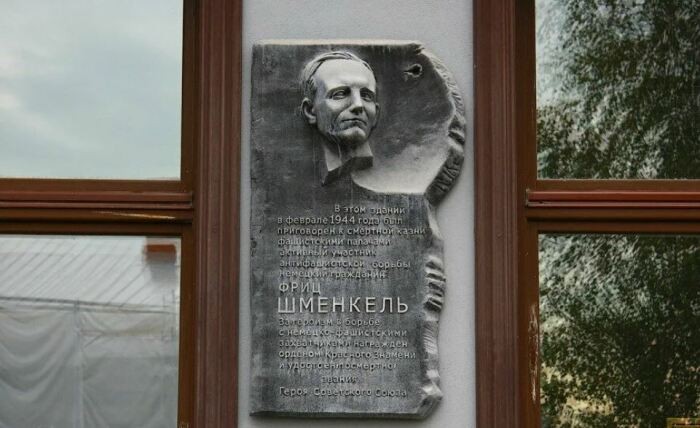 В этом здании
в феврале 1944 года был
приговорен к смертной казни
фашистскими палачами
активный участник
антифашистской борьбы
немецкий гражданин
ФРИЦ
ШМЕНКЕЛЬ
За героизм в борьбе
с немецко-фашистскими
захватчиками награжден
орденом Красного Знамени
и удостоен посмертно
звания
Героя Советского Союза